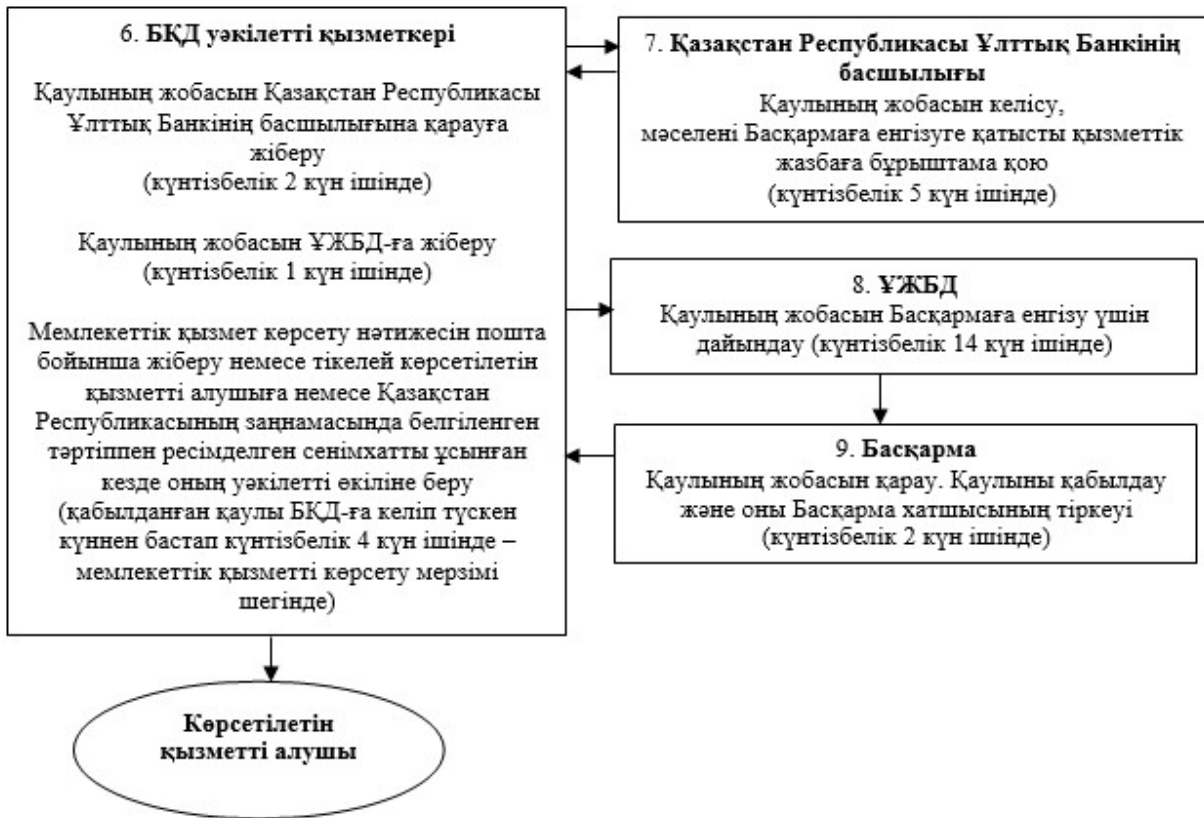 6. БҚД уәкілетті қызметкері
Қаулының жобасын Қазақстан Республикасы
Ұлттық Банкінің басшылығына қарауға
жіберу
(күнтізбелік 2 күн ішінде)
Қаулының жобасын ҰЖБД-ға жіберу
(күнтізбелік 1 күн ішінде)
Мемлекеттік қызмет көрсету нәтижесін пошта
бойынша жіберу немесе тікелей көрсетілетін
қызметті алушыға немесе Қазақстан
Республикасының заңнамасында белгіленген
тәртіппен ресімделген сенімхатты ұсынған
кезде оның уәкілетті өкіліне беру
(қабылданған қаулы БҚД-ға келіп түскен
күннен бастап күнтізбелік 4 күн ішінде –
мемлекеттік қызметті көрсету мерзімі
шегінде)
7. Қазақстан Республикасы Ұлттық Банкінің
басшылығы
Қаулының жобасын келісу,
мәселені Басқармаға енгізуге қатысты қызметтік
жазбаға бұрыштама қою
(күнтізбелік 5 күн ішінде)
8. ҰЖБД
Қаулының жобасын Басқармаға енгізу үшін
дайындау (күнтізбелік 14 күн ішінде)
9. Басқарма
Қаулының жобасын қарау. Қаулыны қабылдау
және оны Басқарма хатшысының тіркеуі
(күнтізбелік 2 күн ішінде)
Көрсетілетін
қызметті алушы